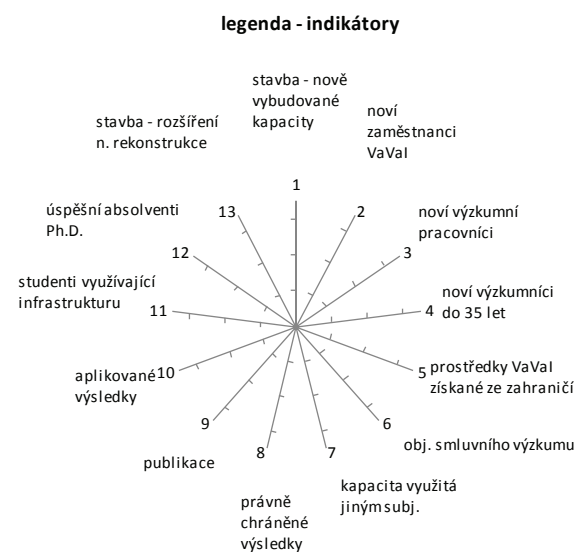 legenda - indikátory
stavba - nově
vybudované
kapacity
noví
zaměstnanci
VaVaI
stavba - rozšíření
n. rekonstrukce
1
13
2
úspěšní absolventi
Ph.D.
noví výzkumní
pracovníci
12
3
studenti využívající
infrastrukturu
11
4
noví výzkumníci
do 35 let
aplikované
výsledky
10
5
prostředky VaVaI
získané ze zahraničí
9
6
publikace
obj. smluvního výzkumu
8
7
právně
chráněné
výsledky
kapacita využitá
jiným subj.